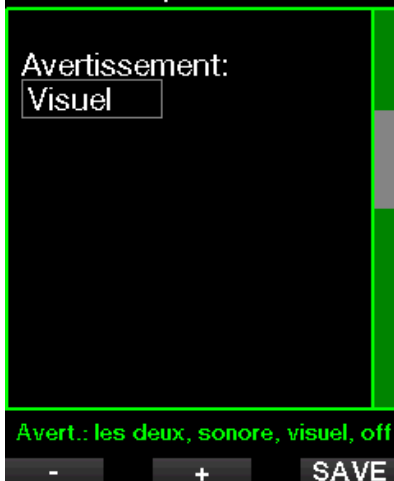 Avertissement:
Visuel
Avert.: les deux, sonore, visuel, off
- + SAVE